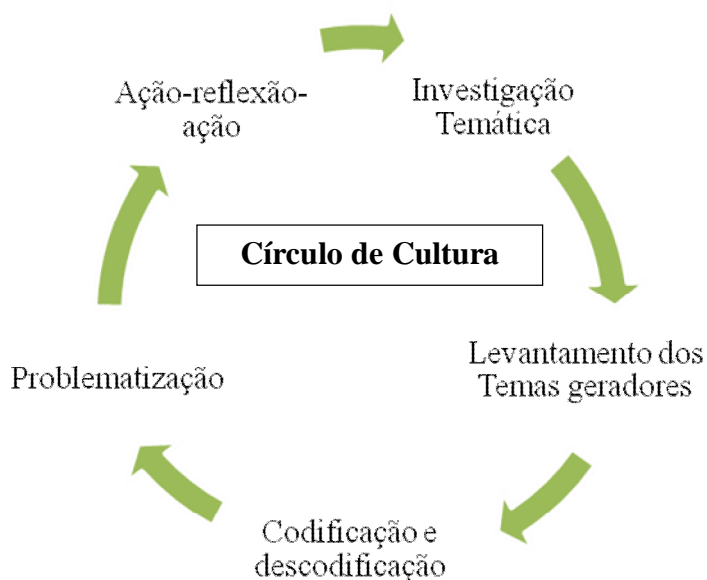 Ação-reflexão-
ação
Investigação
Temática
Círculo de Cultura
Levantamento dos
Temas geradores
Problematização
Codificação e
descodificação